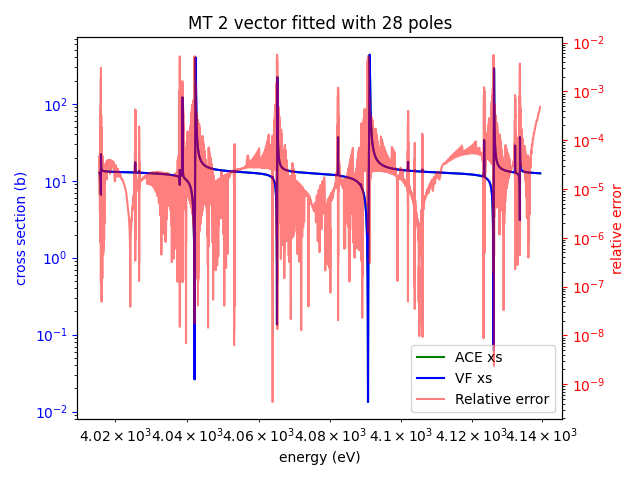 MT 2 vector fitted with 28 poles
cross section (b)
10²
10¹
10⁰
10⁻¹
10⁻²
10⁻²
10⁻³
10⁻⁴
10⁻⁵
10⁻⁶
10⁻⁷
10⁻⁸
10⁻⁹
relative error
ACE xs
VF xs
Relative error
4.02 × 10³ 4.04 × 10³ 4.06 × 10³ 4.08 × 10³ 4.1 × 10³ 4.12 × 10³ 4.14 × 10³
energy (eV)